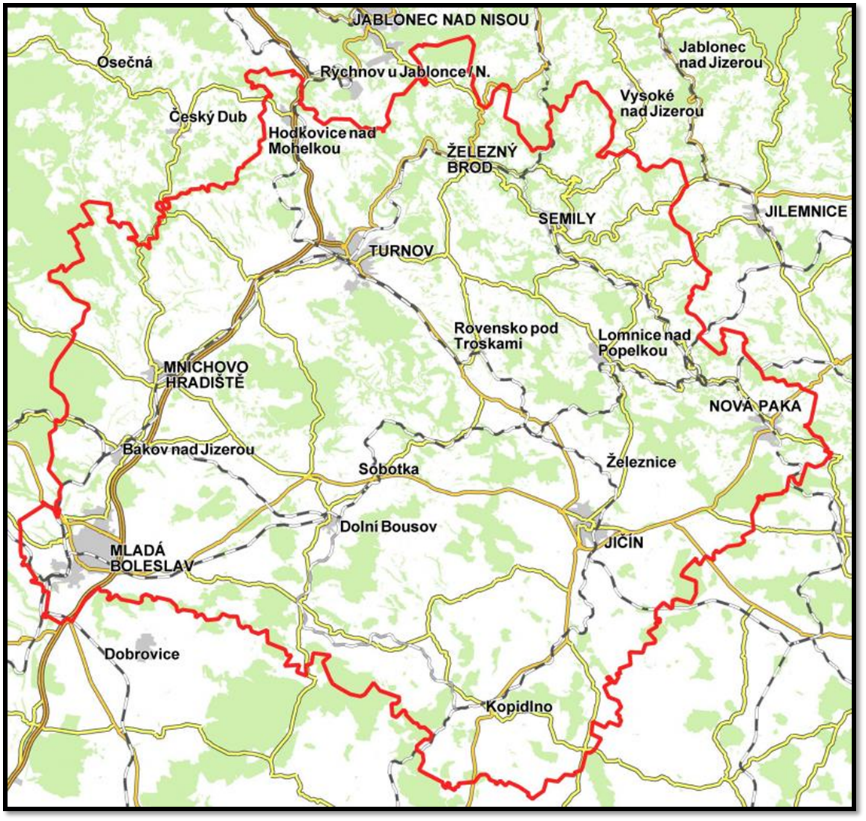 JABLONEC NAD NISOU
Osečná
Jablonec
nad Jizerou
Rychnov u Jablonce / N.
Vysoké
nad Jizerou
Český Dub
Hodkovice nad
Mohelkou
ŽELEZNÝ
BROD
JILEMNICE
SEMILY
TURNOV
Rovensko pod
Troskami
Lomnice nad
Popelkou
MNICHOVO
HRADIŠTĚ
NOVÁ PAKA
Bakov nad Jizerou
Sobotka
Železnice
Dolní Bousov
JIČÍN
MLADÁ
BOLESLAV
Dobrovice
Kopidlno